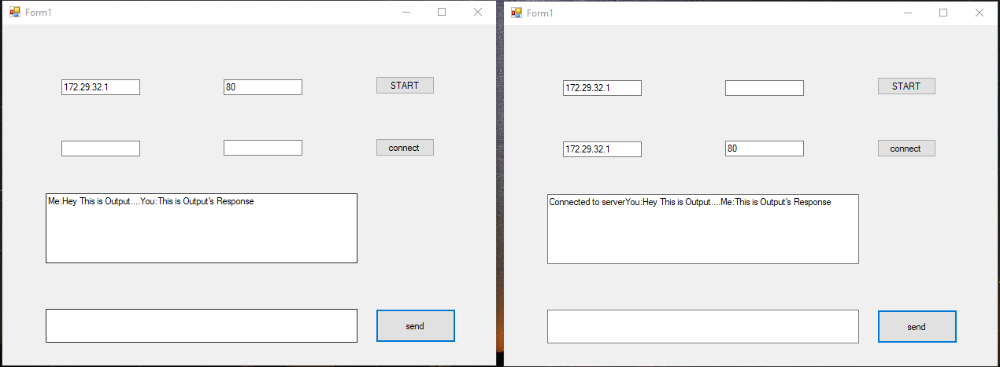 Form1
172.29.32.1
80
START
connect
Me:Hey This is Output....You:This is Output's Response
send
Form1
172.29.32.1
START
172.29.32.1
80
connect
Connected to serverYou:Hey This is Output....Me:This is Output's Response
send